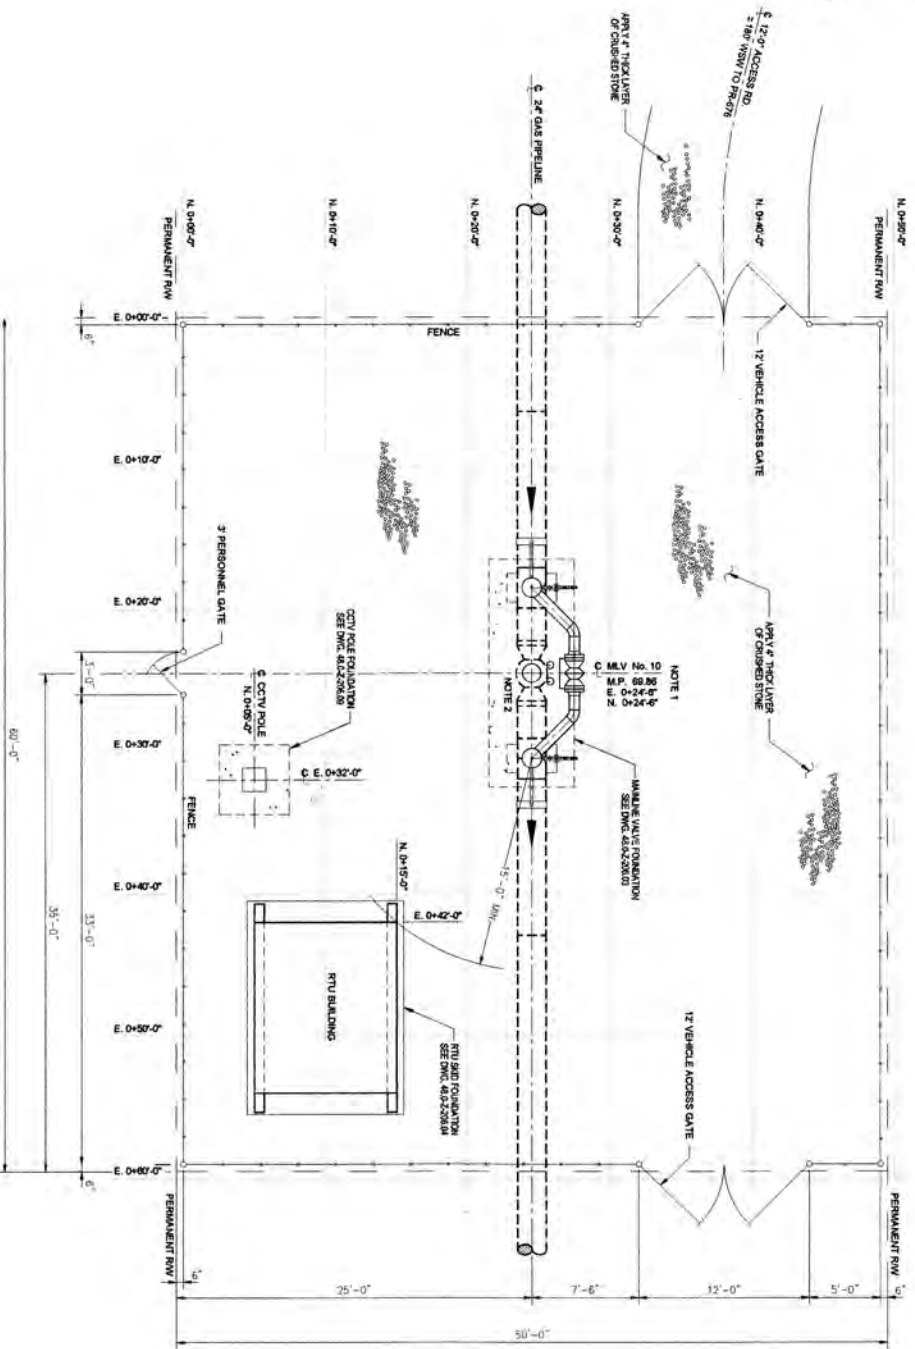 ℄ 12'-0" ACCESS RD.
±180' WSW TO PR-676
APPLY 4" THICK LAYER
OF CRUSHED STONE
℄ 24" GAS PIPELINE
N. 0+50'-0"
PERMANENT R/W
N. 0+40'-0"
N. 0+30'-0"
N. 0+20'-0"
N. 0+10'-0"
N. 0+00'-0"
PERMANENT R/W
E. 0+00'-0"
6"
FENCE
12' VEHICLE ACCESS GATE
E. 0+10'-0"
3' PERSONNEL GATE
E. 0+20'-0"
3'-0"
CCTV POLE FOUNDATION
SEE DWG. 48.0-Z-206.09
℄ CCTV POLE
N. 0+05'-0"
℄ E. 0+32'-0"
NOTE 1
℄ MLV No. 10
M.P. 69.86
E. 0+24'-6"
N. 0+24'-6"
NOTE 2
APPLY 4" THICK LAYER
OF CRUSHED STONE
MAINLINE VALVE FOUNDATION
SEE DWG. 48.0-Z-206.03
E. 0+30'-0"
FENCE
E. 0+40'-0"
N. 0+15'-0"
E. 0+42'-0"
15'-0" MIN.
60'-0"
35'-0"
33'-0"
RTU BUILDING
RTU SKID FOUNDATION
SEE DWG. 48.0-Z-206.04
E. 0+50'-0"
12' VEHICLE ACCESS GATE
E. 0+60'-0"
6"
PERMANENT R/W
PERMANENT R/W
6"
25'-0"
7'-6"
12'-0"
5'-0"
6"
50'-0"